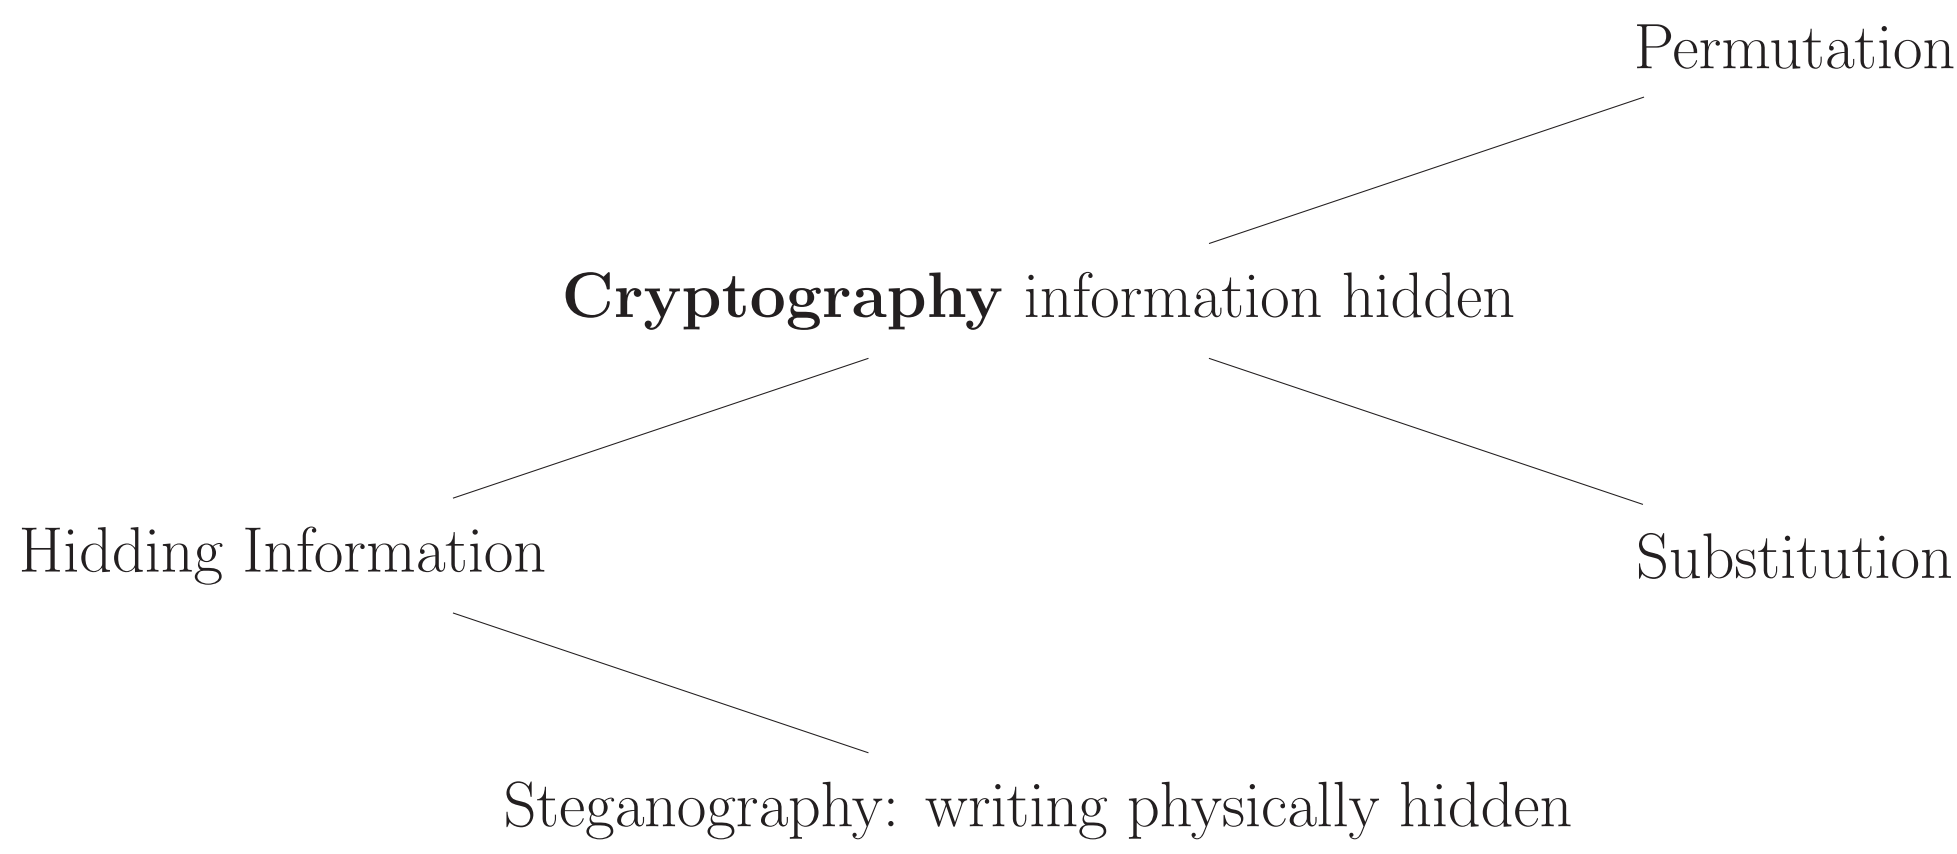 Permutation
Cryptography information hidden
Hidding Information
Substitution
Steganography: writing physically hidden